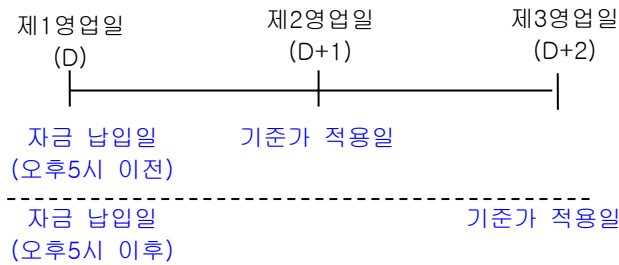 제1영업일 제2영업일 제3영업일
(D) (D+1) (D+2)
자금 납입일 기준가 적용일
(오후5시 이전)
자금 납입일 기준가 적용일
(오후5시 이후)